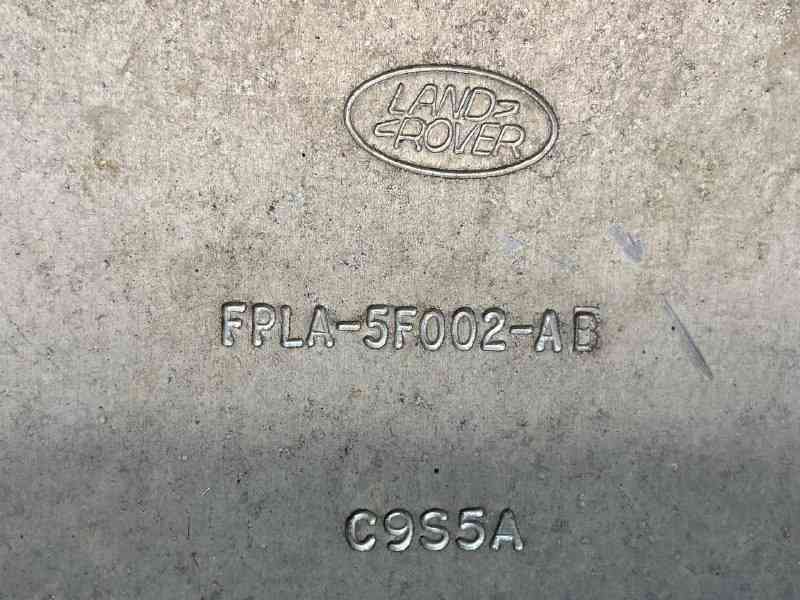 LAND
ROVER
FPLA-5F002-AB
C9S5A